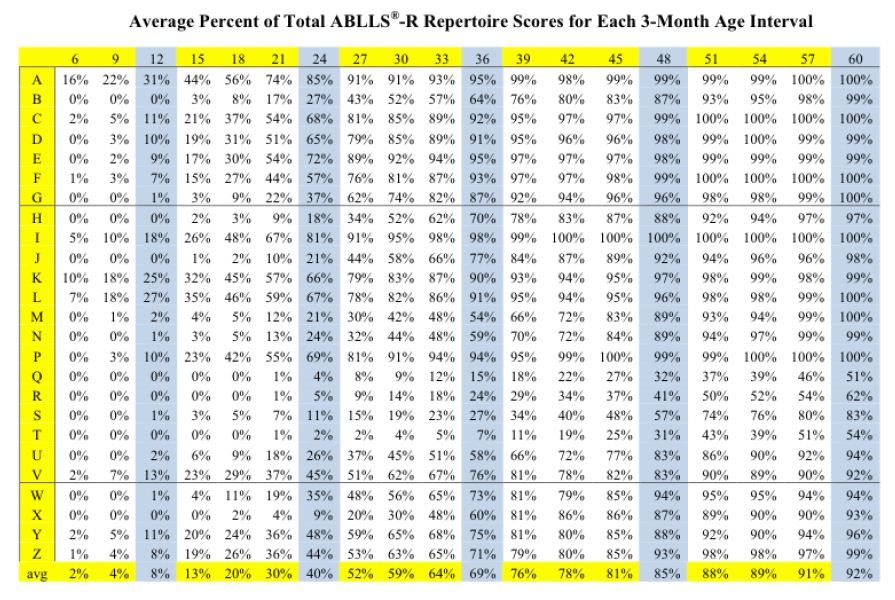 Average Percent of Total ABLLS®-R Repertoire Scores for Each 3-Month Age Interval
6 9 12 15 18 21 24 27 30 33 36 39 42 45 48 51 54 57 60
A 16% 22% 31% 44% 56% 74% 85% 91% 91% 93% 95% 99% 98% 99% 99% 99% 99% 100% 100%
B 0% 0% 0% 3% 8% 17% 27% 43% 52% 57% 64% 76% 80% 83% 87% 93% 95% 98% 99%
C 2% 5% 11% 21% 37% 54% 68% 81% 85% 89% 92% 95% 97% 97% 99% 100% 100% 100% 100%
D 0% 3% 10% 19% 31% 51% 65% 79% 85% 89% 91% 95% 96% 96% 98% 99% 100% 99% 99%
E 0% 2% 9% 17% 30% 54% 72% 89% 92% 94% 95% 97% 97% 97% 98% 99% 99% 99% 99%
F 1% 3% 7% 15% 27% 44% 57% 76% 81% 87% 93% 97% 97% 98% 99% 100% 100% 100% 100%
G 0% 0% 1% 3% 9% 22% 37% 62% 74% 82% 87% 92% 94% 96% 96% 98% 98% 99% 100%
H 0% 0% 0% 2% 3% 9% 18% 34% 52% 62% 70% 78% 83% 87% 88% 92% 94% 97% 97%
I 5% 10% 18% 26% 48% 67% 81% 91% 95% 98% 98% 99% 100% 100% 100% 100% 100% 100% 100%
J 0% 0% 0% 1% 2% 10% 21% 44% 58% 66% 77% 84% 87% 89% 92% 94% 96% 96% 98%
K 10% 18% 25% 32% 45% 57% 66% 79% 83% 87% 90% 93% 94% 95% 97% 98% 99% 98% 99%
L 7% 18% 27% 35% 46% 59% 67% 78% 82% 86% 91% 95% 94% 95% 96% 98% 98% 99% 100%
M 0% 1% 2% 4% 5% 12% 21% 30% 42% 48% 54% 66% 72% 83% 89% 93% 94% 99% 100%
N 0% 0% 1% 3% 5% 13% 24% 32% 44% 48% 59% 70% 72% 84% 89% 94% 97% 99% 99%
P 0% 3% 10% 23% 42% 55% 69% 81% 91% 94% 94% 95% 99% 100% 99% 99% 100% 100% 100%
Q 0% 0% 0% 0% 0% 1% 4% 8% 9% 12% 15% 18% 22% 27% 32% 37% 39% 46% 51%
R 0% 0% 0% 0% 0% 1% 5% 9% 14% 18% 24% 29% 34% 37% 41% 50% 52% 54% 62%
S 0% 0% 1% 3% 5% 7% 11% 15% 19% 23% 27% 34% 40% 48% 57% 74% 76% 80% 83%
T 0% 0% 0% 0% 0% 1% 2% 2% 4% 5% 7% 11% 19% 25% 31% 43% 39% 51% 54%
U 0% 0% 2% 6% 9% 18% 26% 37% 45% 51% 58% 66% 72% 77% 83% 86% 90% 92% 94%
V 2% 7% 13% 23% 29% 37% 45% 51% 62% 67% 76% 81% 78% 82% 83% 90% 89% 90% 92%
W 0% 0% 1% 4% 11% 19% 35% 48% 56% 65% 73% 81% 79% 85% 94% 95% 95% 94% 94%
X 0% 0% 0% 0% 2% 4% 9% 20% 30% 48% 60% 81% 86% 86% 87% 89% 90% 90% 93%
Y 2% 5% 11% 20% 24% 36% 48% 59% 65% 68% 75% 81% 80% 85% 88% 92% 90% 94% 96%
Z 1% 4% 8% 19% 26% 36% 44% 53% 63% 65% 71% 79% 80% 85% 93% 98% 98% 97% 99%
avg 2% 4% 8% 13% 20% 30% 40% 52% 59% 64% 69% 76% 78% 81% 85% 88% 89% 91% 92%